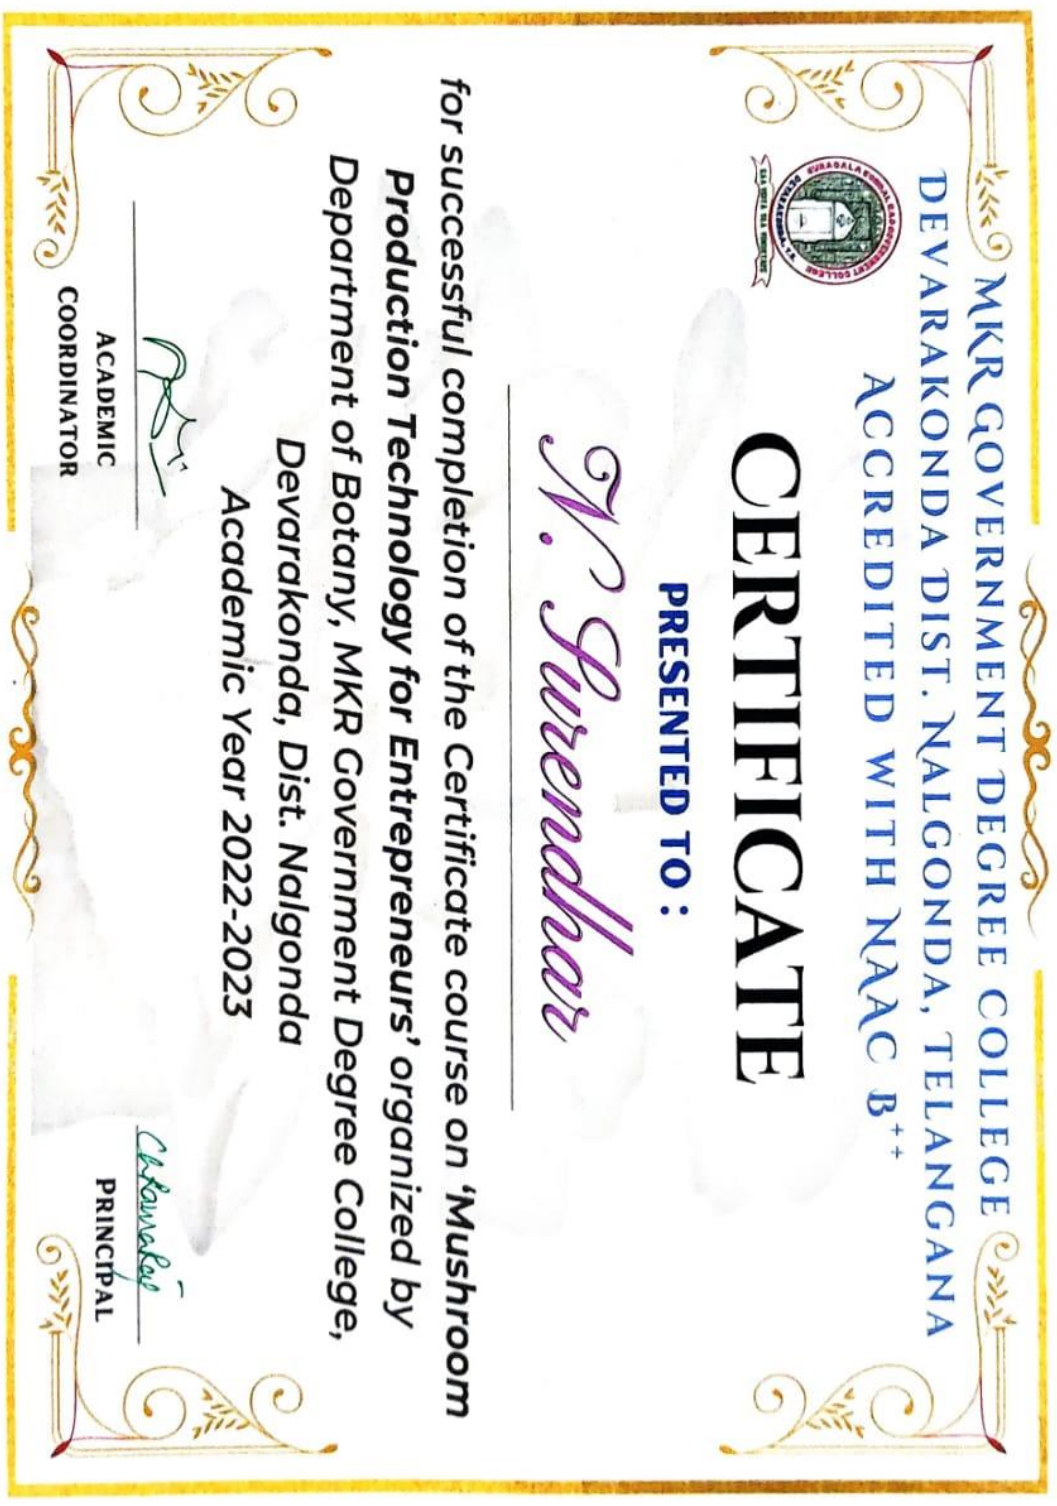 MKR GOVERNMENT DEGREE COLLEGE
DEVARAKONDA DIST. NALGONDA, TELANGANA
ACCREDITED WITH NAAC B++
CERTIFICATE
PRESENTED TO :
N. Surendhar
for successful completion of the Certificate course on ‘Mushroom
Production Technology for Entrepreneurs’ organized by
Department of Botany, MKR Government Degree College,
Devarakonda, Dist. Nalgonda
Academic Year 2022-2023
ACADEMIC
COORDINATOR
PRINCIPAL